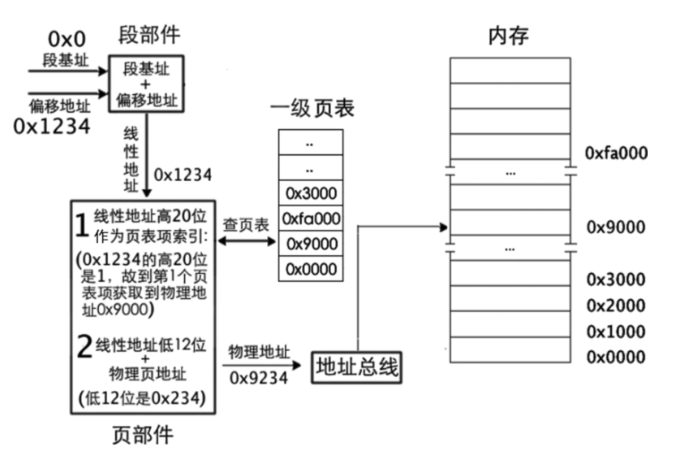 段部件
0x0
段基址
段基址
+
偏移地址
偏移地址
0x1234
线性地址
0x1234
一级页表
..
..
0x3000
0xfa000
0x9000
0x0000
查页表
1 线性地址高20位
作为页表项索引:
(0x1234的高20位
是1，故到第1个页
表项获取到物理地
址0x9000)
2 线性地址低12位
+
物理页地址
(低12位是0x234)
页部件
物理地址
0x9234
地址总线
内存
...
...
0xfa000
0x9000
0x3000
0x2000
0x1000
0x0000